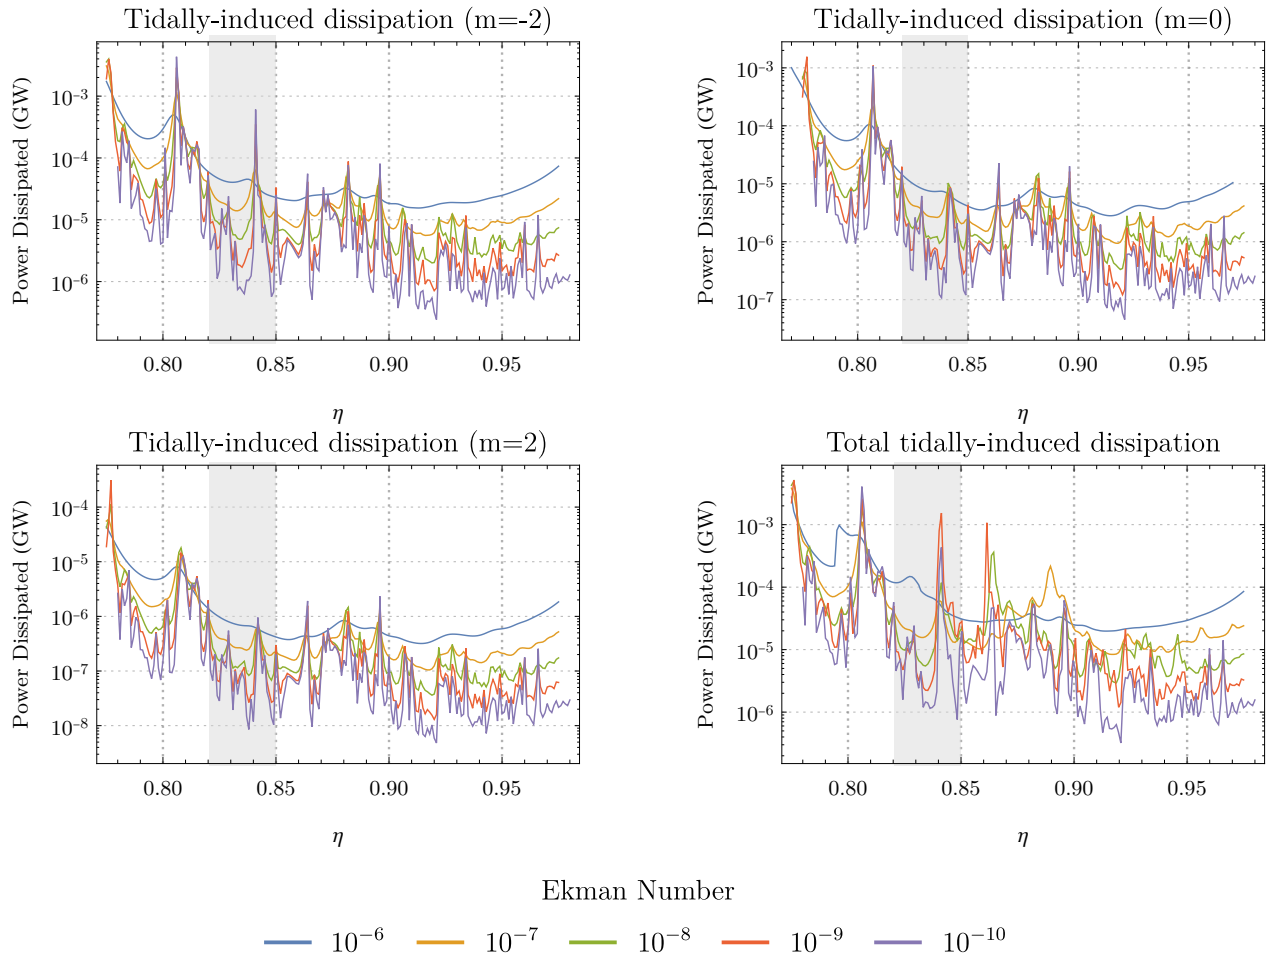 Tidally-induced dissipation (m=-2)
Power Dissipated (GW)
10⁻³
10⁻⁴
10⁻⁵
10⁻⁶
0.80 0.85 0.90 0.95
η
Tidally-induced dissipation (m=0)
Power Dissipated (GW)
10⁻³
10⁻⁴
10⁻⁵
10⁻⁶
10⁻⁷
0.80 0.85 0.90 0.95
η
Tidally-induced dissipation (m=2)
Power Dissipated (GW)
10⁻⁴
10⁻⁵
10⁻⁶
10⁻⁷
10⁻⁸
0.80 0.85 0.90 0.95
η
Total tidally-induced dissipation
Power Dissipated (GW)
10⁻³
10⁻⁴
10⁻⁵
10⁻⁶
0.80 0.85 0.90 0.95
η
Ekman Number
10⁻⁶ 10⁻⁷ 10⁻⁸ 10⁻⁹ 10⁻¹⁰